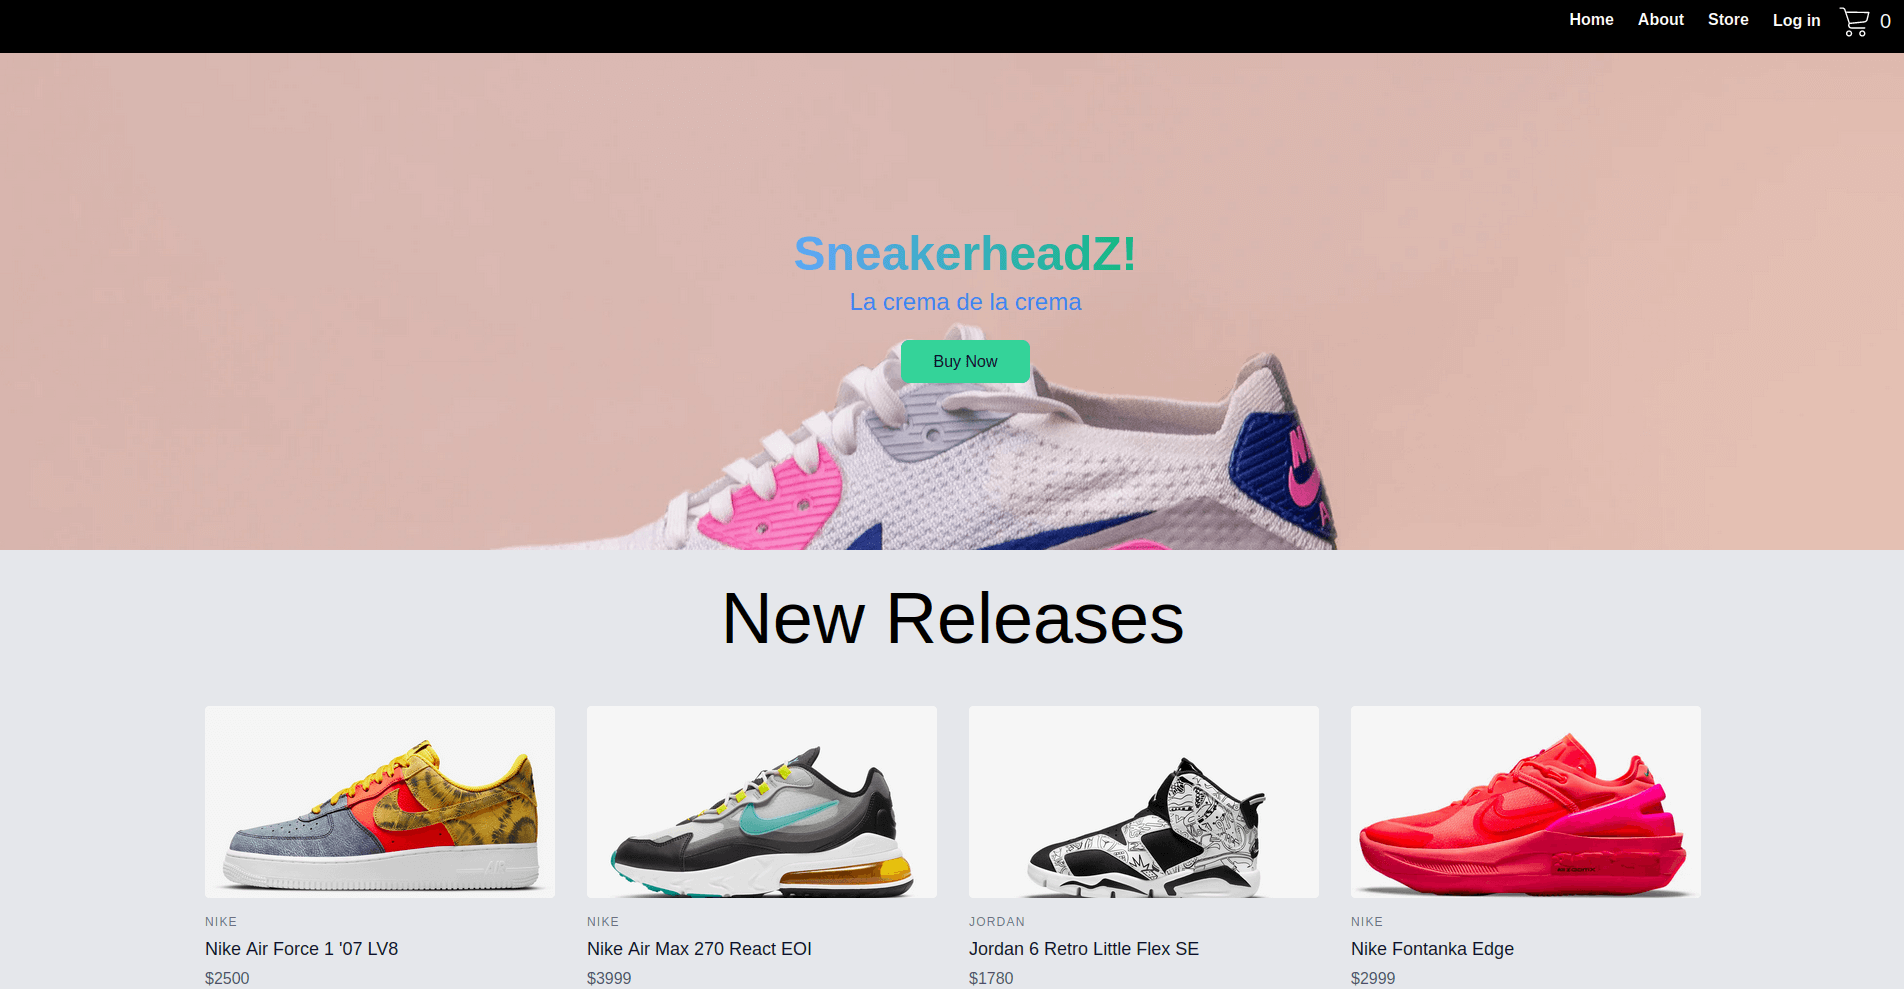 Home About Store Log in 0
SneakerheadZ!
La crema de la crema
Buy Now
New Releases
NIKE
Nike Air Force 1 '07 LV8
$2500
NIKE
Nike Air Max 270 React EOI
$3999
JORDAN
Jordan 6 Retro Little Flex SE
$1780
NIKE
Nike Fontanka Edge
$2999